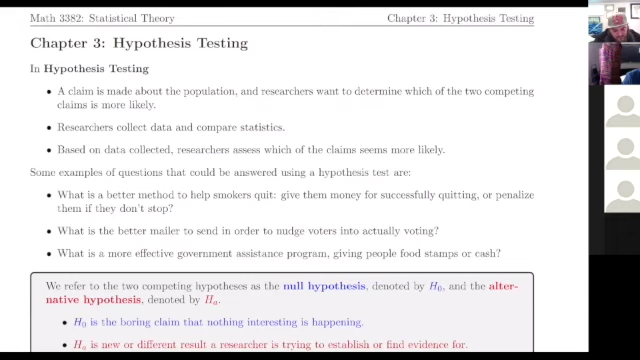 Math 3382: Statistical Theory Chapter 3: Hypothesis Testing
Chapter 3: Hypothesis Testing
In Hypothesis Testing
• A claim is made about the population, and researchers want to determine which of the two competing
claims is more likely.
• Researchers collect data and compare statistics.
• Based on data collected, researchers assess which of the claims seems more likely.
Some examples of questions that could be answered using a hypothesis test are:
• What is a better method to help smokers quit: give them money for successfully quitting, or penalize
them if they don't stop?
• What is the better mailer to send in order to nudge voters into actually voting?
• What is a more effective government assistance program, giving people food stamps or cash?
We refer to the two competing hypotheses as the null hypothesis, denoted by H₀, and the alter-
native hypothesis, denoted by Hₐ.
• H₀ is the boring claim that nothing interesting is happening.
• Hₐ is new or different result a researcher is trying to establish or find evidence for.